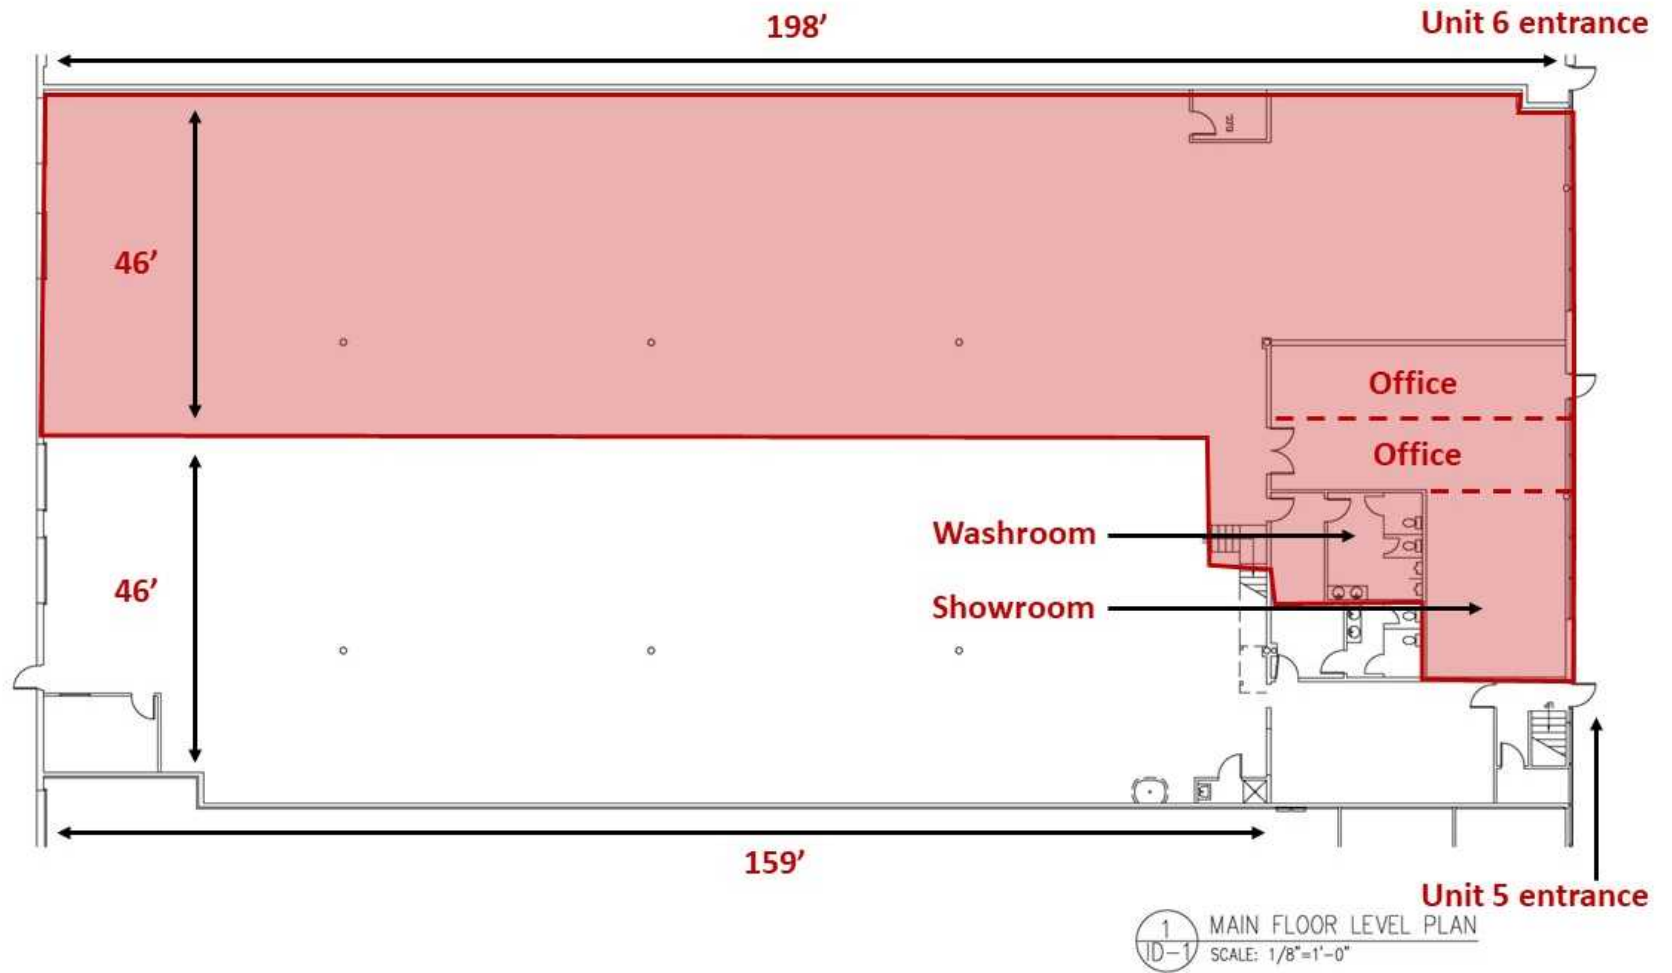 198’
Unit 6 entrance
46’
Office
Office
Washroom
46’
Showroom
159’
Unit 5 entrance
1
ID-1
MAIN FLOOR LEVEL PLAN
SCALE: 1/8"=1'-0"